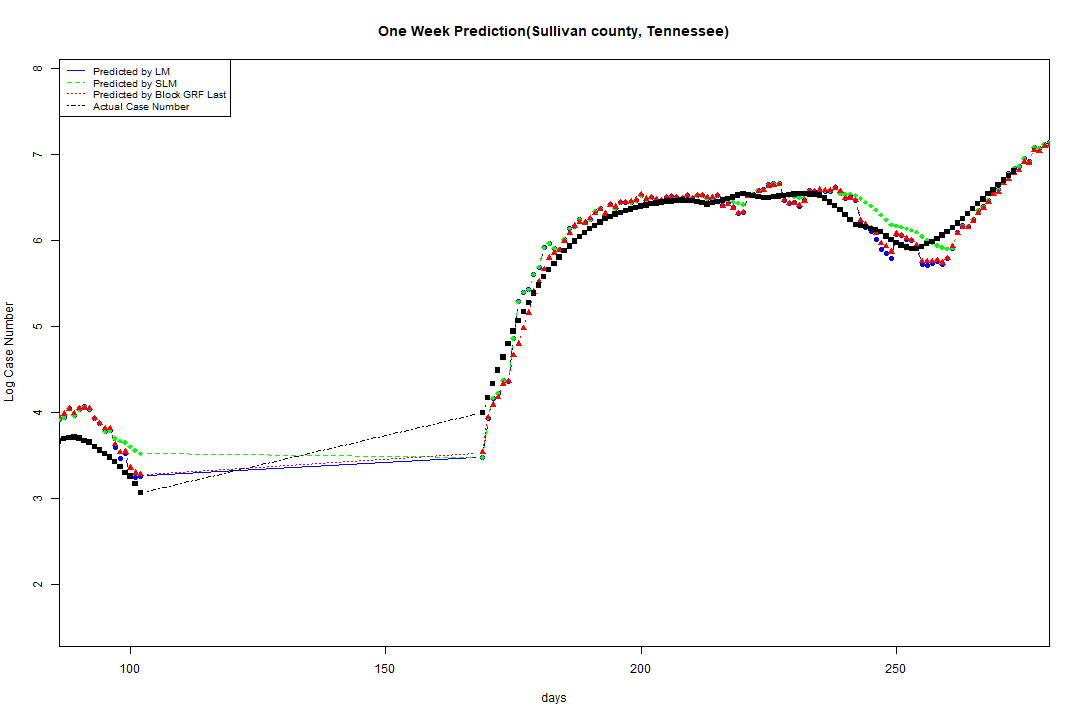 One Week Prediction(Sullivan county, Tennessee)
Predicted by LM
Predicted by SLM
Predicted by Block GRF Last
Actual Case Number
8
7
6
5
4
3
2
Log Case Number
100
150
200
250
days